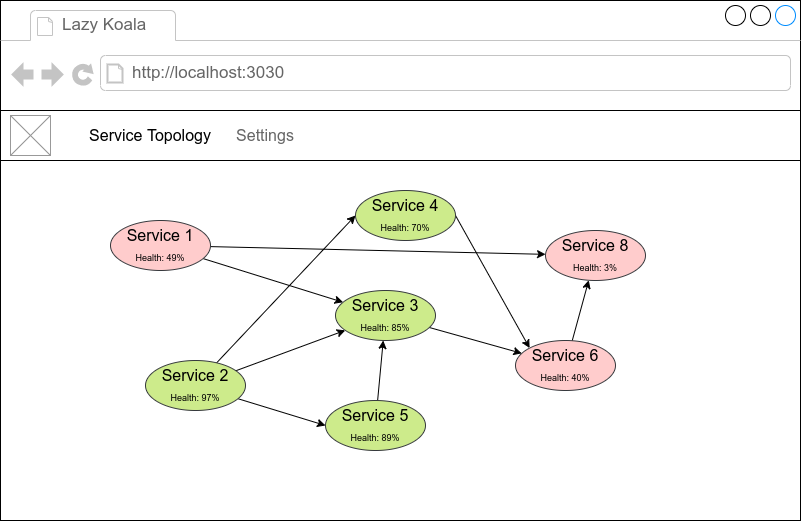 Lazy Koala
http://localhost:3030
Service Topology
Settings
Service 4
Health: 70%
Service 1
Health: 49%
Service 8
Health: 3%
Service 3
Health: 85%
Service 6
Health: 40%
Service 2
Health: 97%
Service 5
Health: 89%